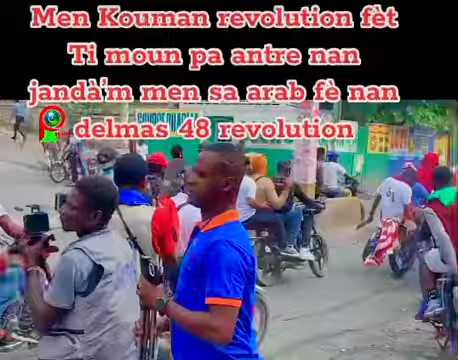 Men Kouman revolution fèt
Ti moun pa antre nan
jandà'm men sa arab fè nan
delmas 48 revolution